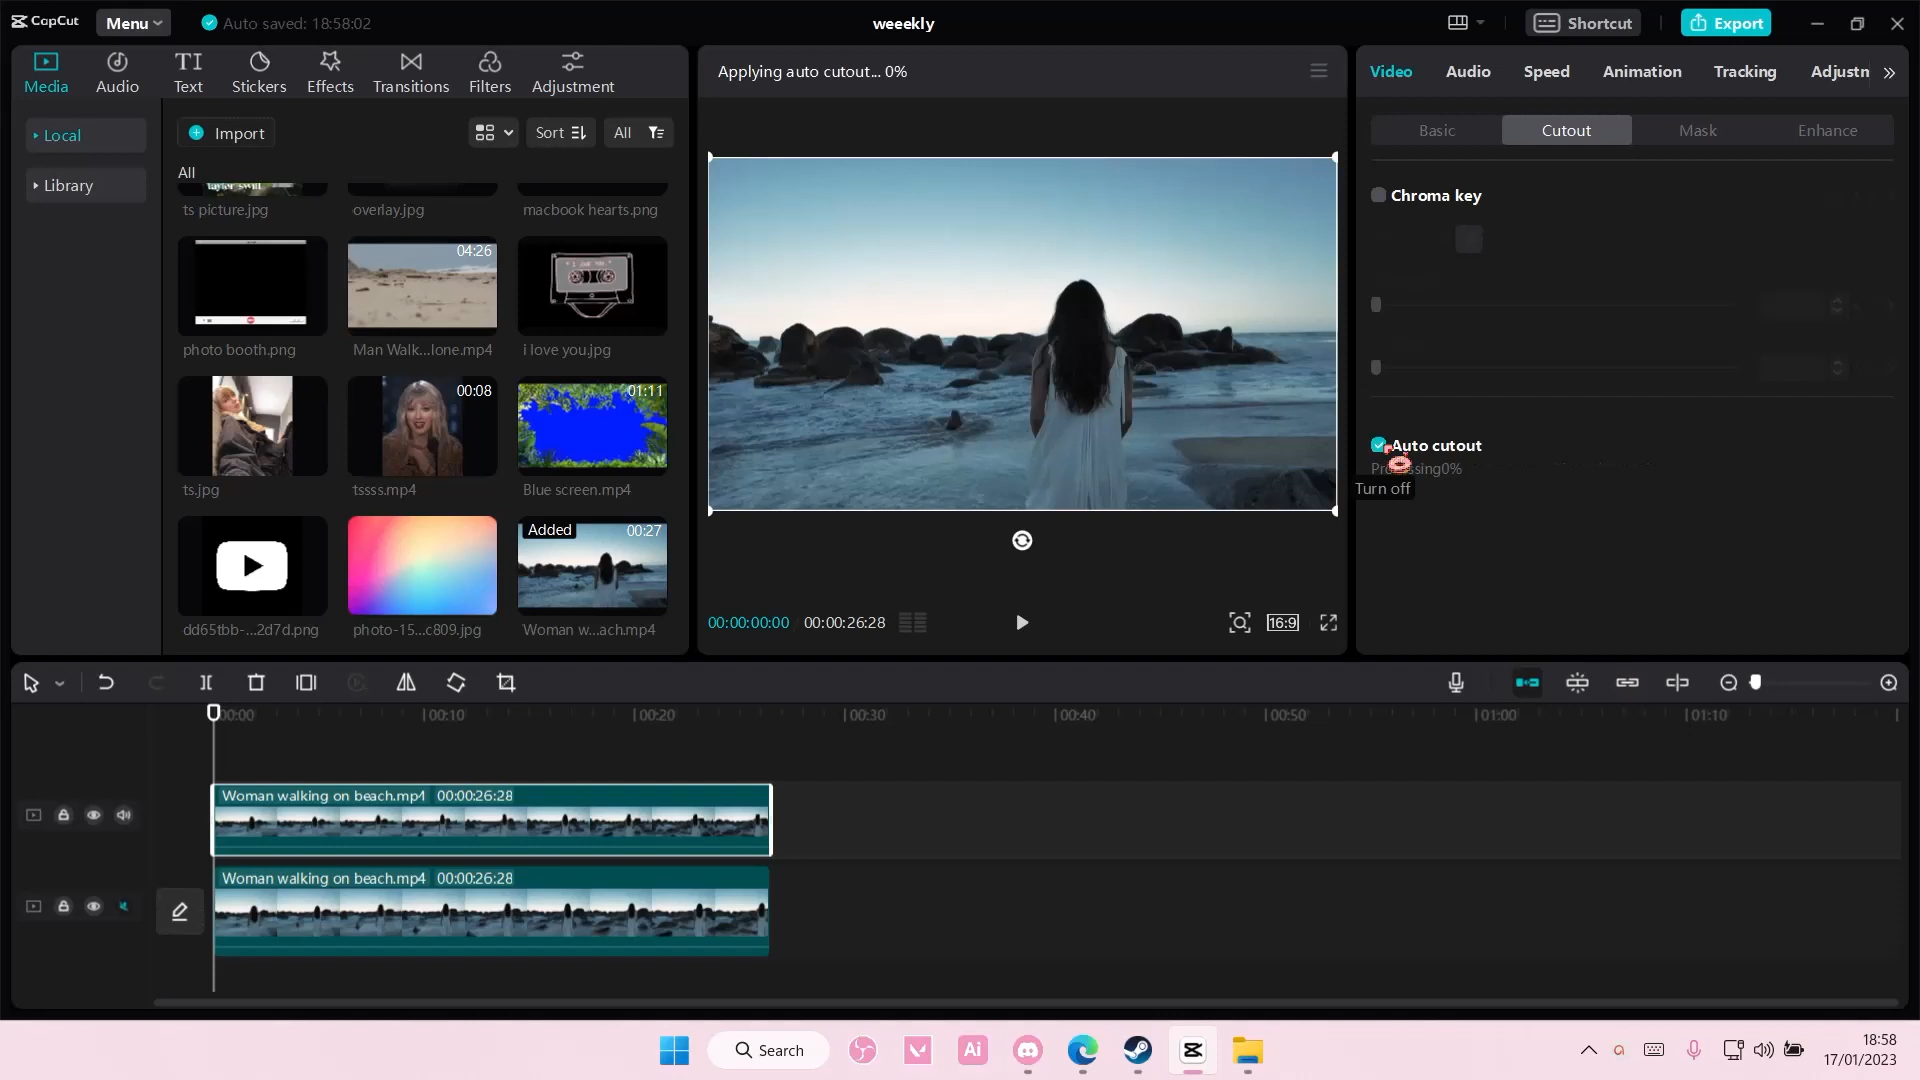 CapCut
Menu
Auto saved: 18:58:02
weeekly
Shortcut
Export
Media
Audio
Text
Stickers
Effects
Transitions
Filters
Adjustment
Local
Library
Import
Sort
All
All
ts picture.jpg
overlay.jpg
macbook hearts.png
photo booth.png
04:26
Man Walk...lone.mp4
i love you.jpg
ts.jpg
00:08
tssss.mp4
01:11
Blue screen.mp4
dd65tbb-...2d7d.png
photo-15...c809.jpg
Added
00:27
Woman w...ach.mp4
Applying auto cutout... 0%
00:00:00:00
00:00:26:28
16:9
Video
Audio
Speed
Animation
Tracking
Adjustn
Basic
Cutout
Mask
Enhance
Chroma key
Auto cutout
Turn off
00:00
00:10
00:20
00:30
00:40
00:50
01:00
01:10
Woman walking on beach.mp4 00:00:26:28
Woman walking on beach.mp4 00:00:26:28
Search
Ai
18:58
17/01/2023